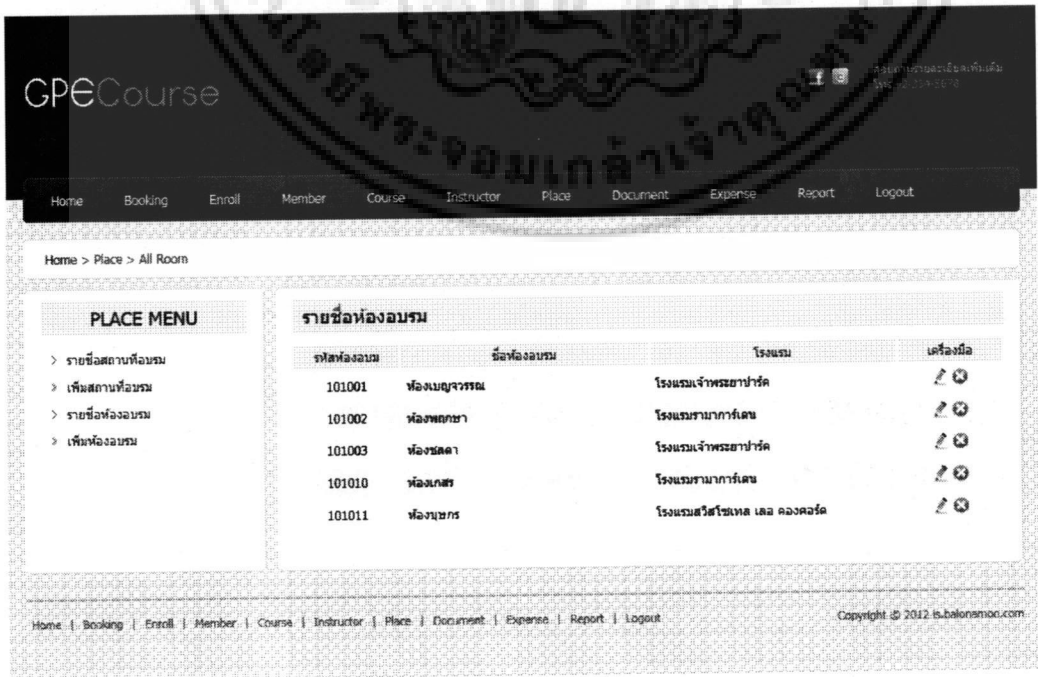 GPECourse
Home Booking Enroll Member Course Instructor Place Document Expense Report Logout
Home > Place > All Room
PLACE MENU
> รายชื่อสถานที่อบรม
> เพิ่มสถานที่อบรม
> รายชื่อห้องอบรม
> เพิ่มห้องอบรม
รายชื่อห้องอบรม
รหัสห้องอบม ชื่อห้องอบรม โรงแรม เครื่องมือ
101001 ห้องเบญจวรรณ โรงแรมเจ้าพระยาปาร์ค
101002 ห้องพฤกษา โรงแรมรามาการ์เดน
101003 ห้องชลดา โรงแรมเจ้าพระยาปาร์ค
101010 ห้องเกสร โรงแรมรามาการ์เดน
101011 ห้องบุษกร โรงแรมสวิสโฮเทล เลอ คองคอร์ด
Home | Booking | Enroll | Member | Course | Instructor | Place | Document | Expense | Report | Logout
Copyright © 2012 is.balonamoo.com